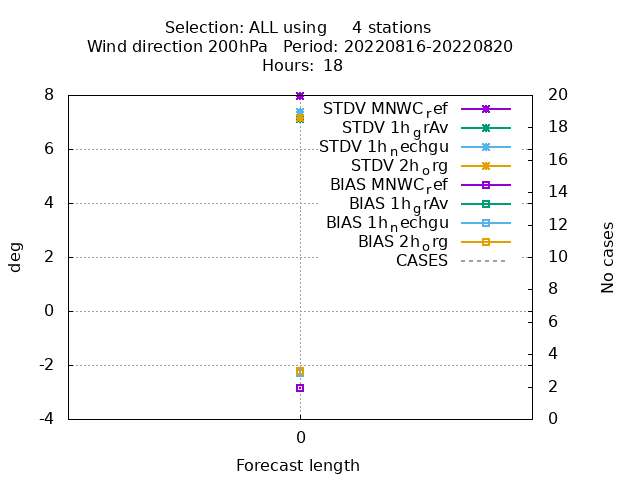 Selection: ALL using     4 stations
Wind direction 200hPa   Period: 20220816-20220820
Hours: 18
8
6
4
2
0
-2
-4
deg
STDV MNWC_ref
STDV 1h_grAv
STDV 1h_nechgu
STDV 2h_org
BIAS MNWC_ref
BIAS 1h_grAv
BIAS 1h_nechgu
BIAS 2h_org
CASES
20
18
16
14
12
10
8
6
4
2
0
No cases
0
Forecast length